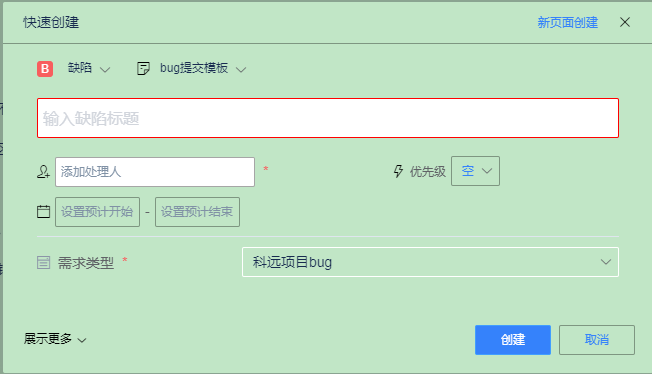 快速创建 新页面创建
B 缺陷 bug提交模板
输入缺陷标题
添加处理人 * 优先级 空
设置预计开始 - 设置预计结束
需求类型 * 科远项目bug
展示更多 创建 取消